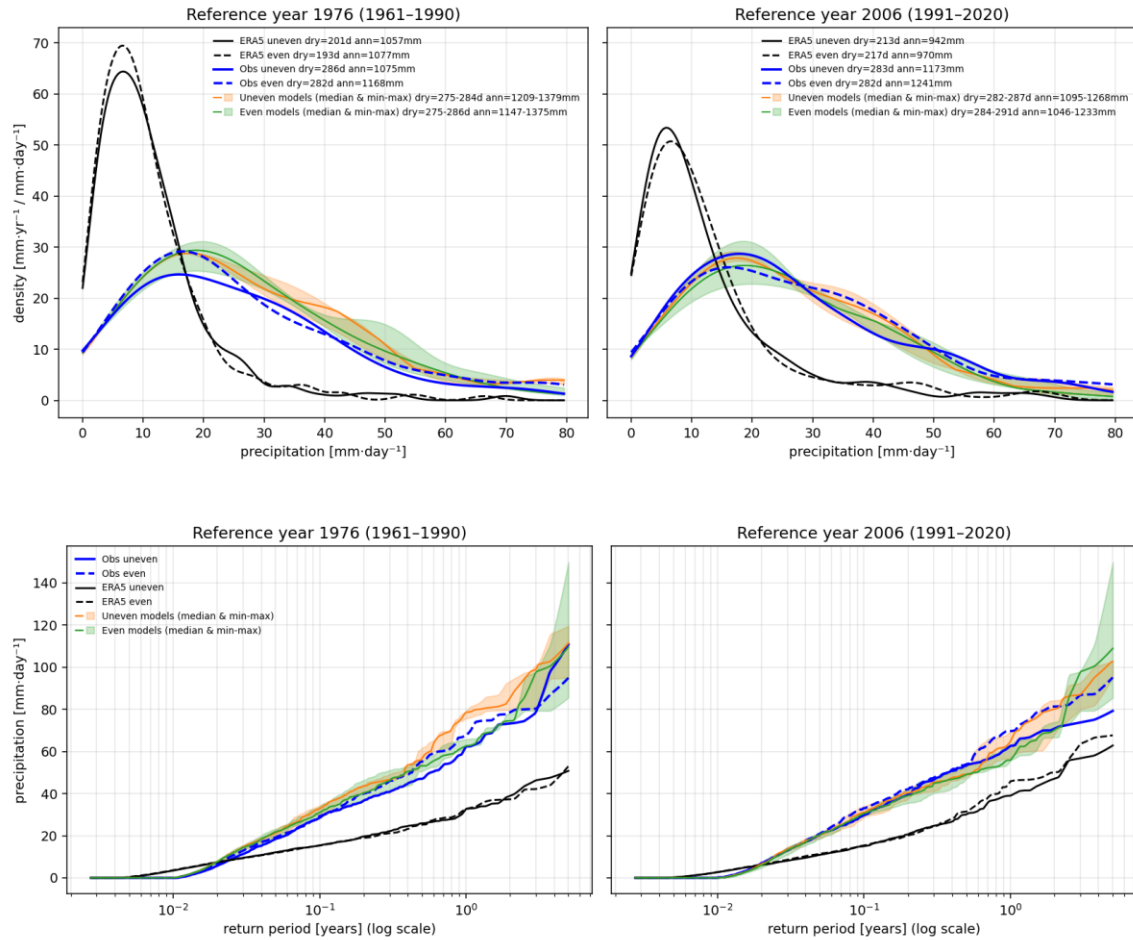 Reference year 1976 (1961–1990)
ERA5 uneven dry=201d ann=1057mm
ERA5 even dry=193d ann=1077mm
Obs uneven dry=286d ann=1075mm
Obs even dry=282d ann=1168mm
Uneven models (median & min-max) dry=275-284d ann=1209-1379mm
Even models (median & min-max) dry=275-286d ann=1147-1375mm
density [mm·yr⁻¹ / mm·day⁻¹]
70
60
50
40
30
20
10
0
0 10 20 30 40 50 60 70 80
precipitation [mm·day⁻¹]
Reference year 2006 (1991–2020)
ERA5 uneven dry=213d ann=942mm
ERA5 even dry=217d ann=970mm
Obs uneven dry=283d ann=1173mm
Obs even dry=282d ann=1241mm
Uneven models (median & min-max) dry=282-287d ann=1095-1268mm
Even models (median & min-max) dry=284-291d ann=1046-1233mm
0 10 20 30 40 50 60 70 80
precipitation [mm·day⁻¹]
Reference year 1976 (1961–1990)
Obs uneven
Obs even
ERA5 uneven
ERA5 even
Uneven models (median & min-max)
Even models (median & min-max)
precipitation [mm·day⁻¹]
140
120
100
80
60
40
20
0
10⁻² 10⁻¹ 10⁰
return period [years] (log scale)
Reference year 2006 (1991–2020)
10⁻² 10⁻¹ 10⁰
return period [years] (log scale)